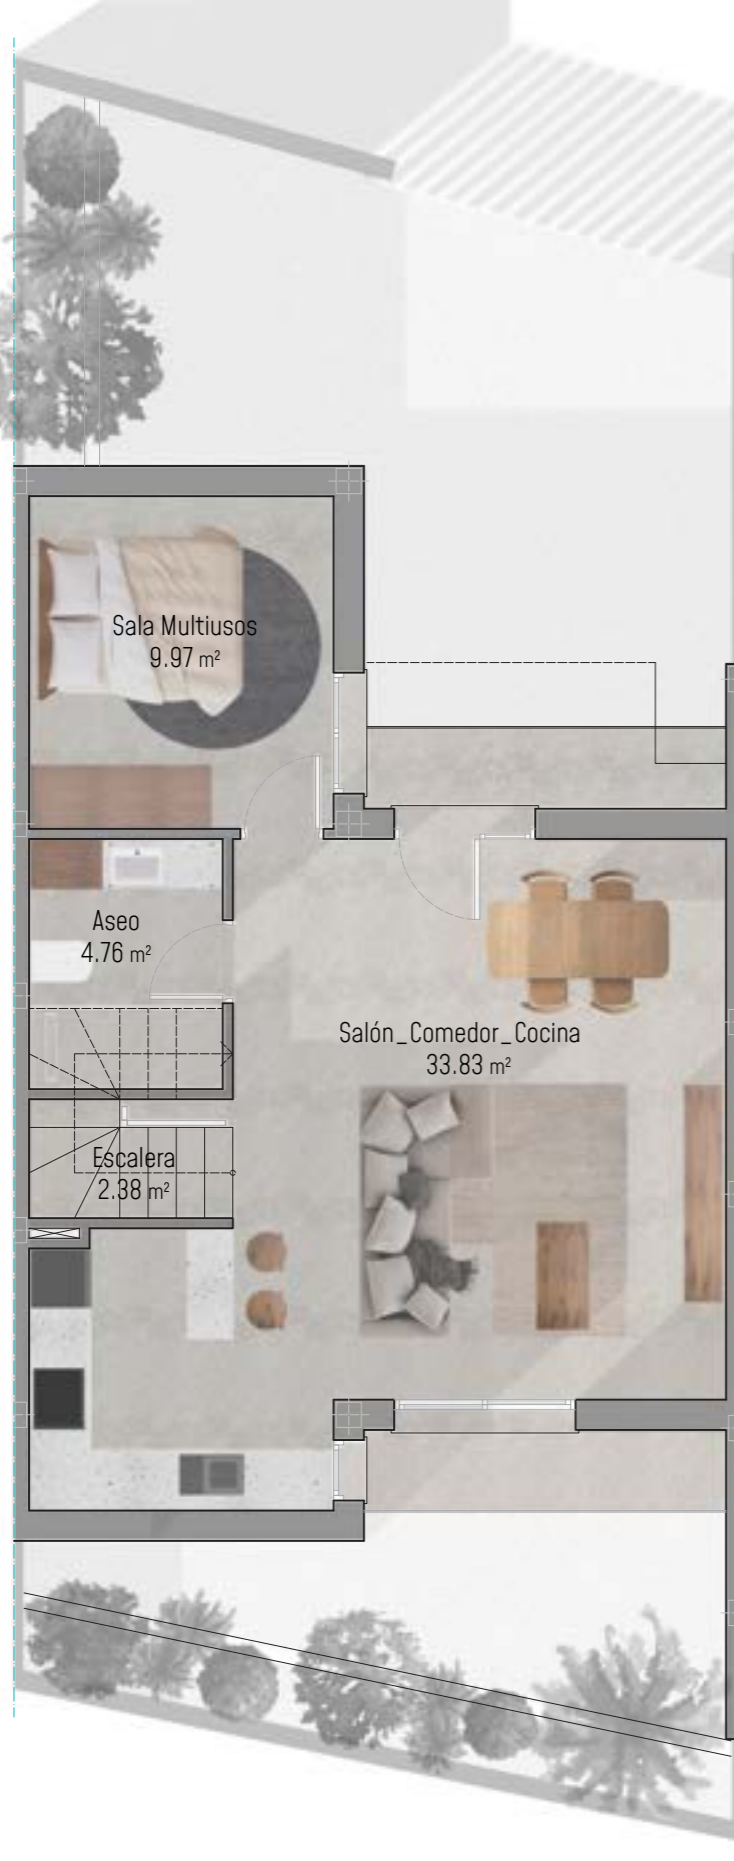 Sala Multiusos
9.97 m²
Aseo
4.76 m²
Salón_Comedor_Cocina
33.83 m²
Escalera
2.38 m²